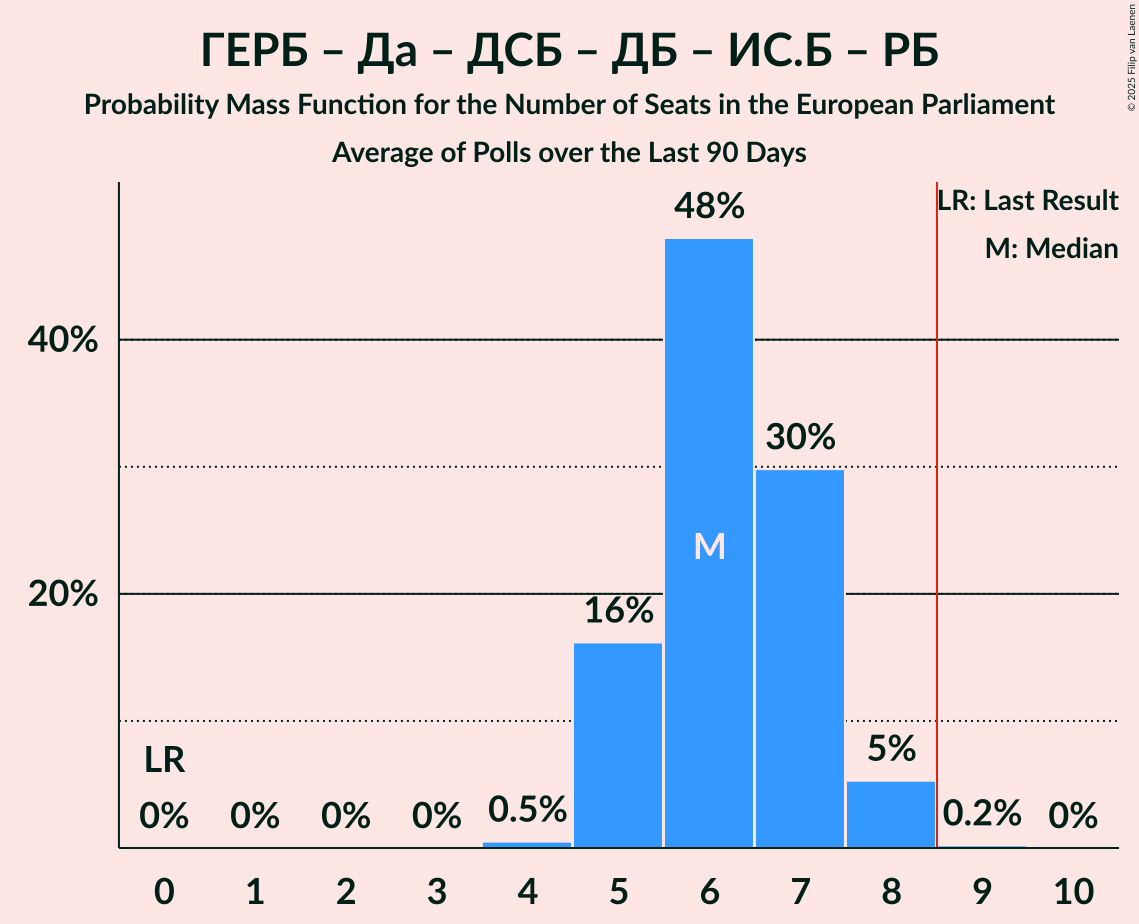 ГЕРБ – Да – ДСБ – ДБ – ИС.Б – РБ
Probability Mass Function for the Number of Seats in the European Parliament
Average of Polls over the Last 90 Days
© 2025 Filip van Laenen
LR: Last Result
M: Median
48%
40%
30%
M
20%
16%
LR
5%
0% 0% 0% 0% 0.5% 0.2% 0%
0 1 2 3 4 5 6 7 8 9 10